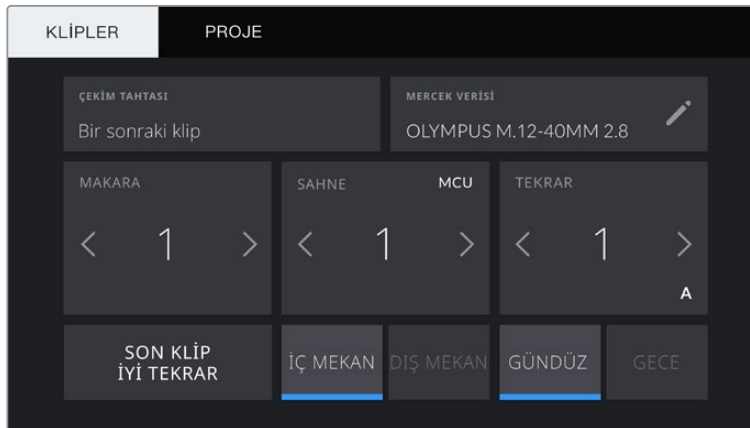 KLİPLER PROJE
ÇEKİM TAHTASI MERCEK VERİSİ
Bir sonraki klip OLYMPUS M.12-40MM 2.8
MAKARA SAHNE MCU TEKRAR
1 1 1
A
SON KLİP
İYİ TEKRAR
İÇ MEKAN DIŞ MEKAN GÜNDÜZ GECE